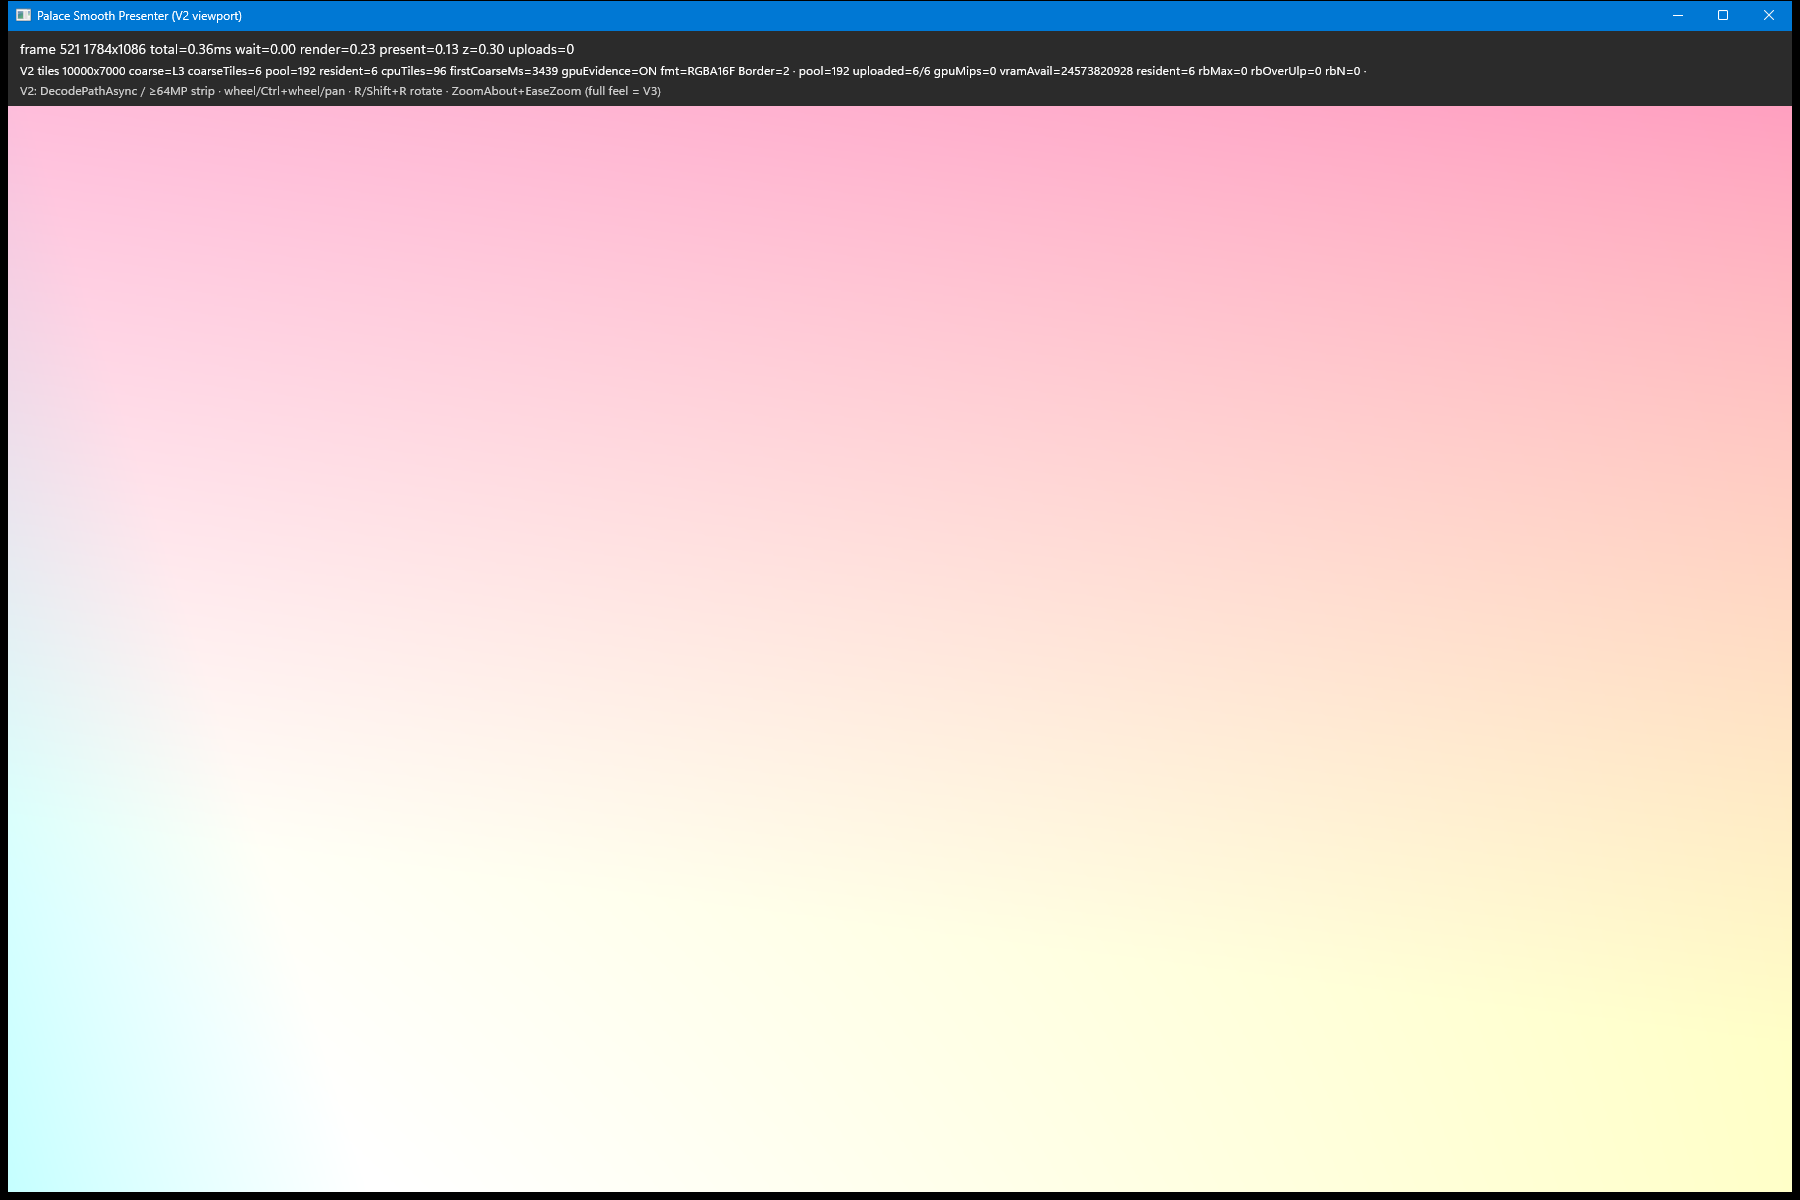 Palace Smooth Presenter (V2 viewport)
frame 521 1784x1086 total=0.36ms wait=0.00 render=0.23 present=0.13 z=0.30 uploads=0
V2 tiles 10000x7000 coarse=L3 coarseTiles=6 pool=192 resident=6 cpuTiles=96 firstCoarseMs=3439 gpuEvidence=ON fmt=RGBA16F Border=2 · pool=192 uploaded=6/6 gpuMips=0 vramAvail=24573820928 resident=6 rbMax=0 rbOverUlp=0 rbN=0 ·
V2: DecodePathAsync / ≥64MP strip · wheel/Ctrl+wheel/pan · R/Shift+R rotate · ZoomAbout+EaseZoom (full feel = V3)